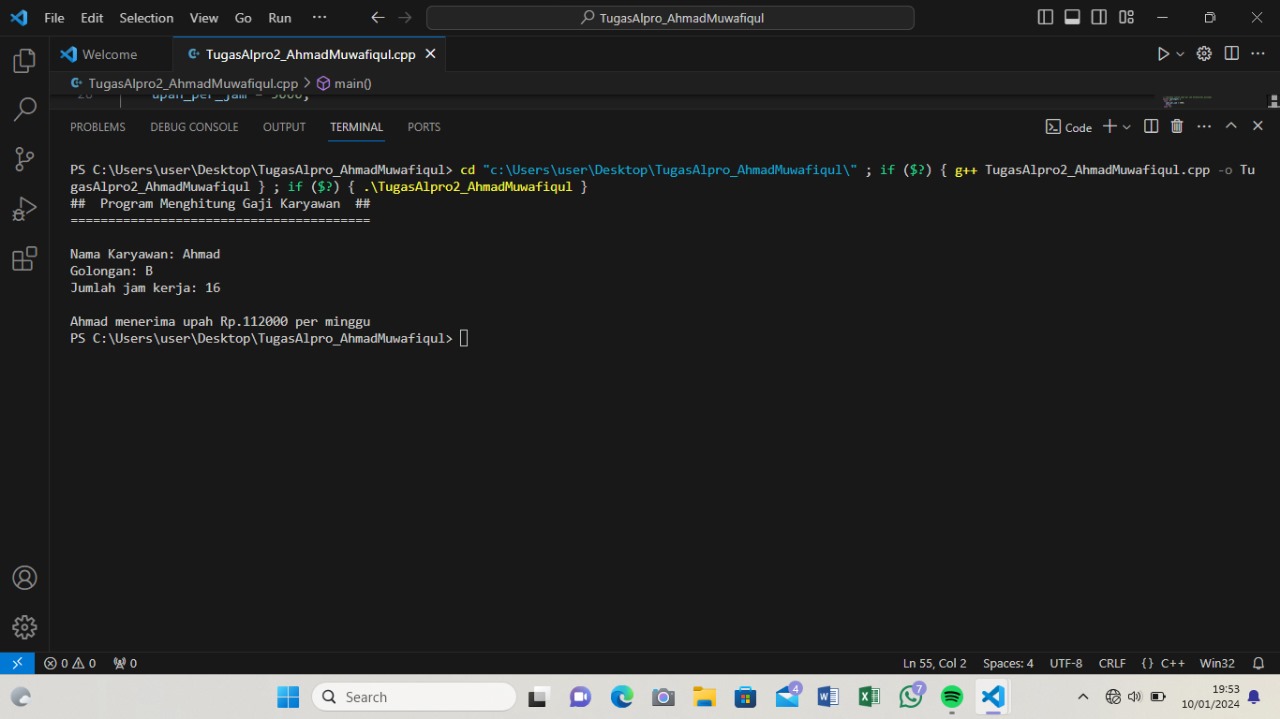 File Edit Selection View Go Run ··· TugasAlpro_AhmadMuwafiqul
Welcome TugasAlpro2_AhmadMuwafiqul.cpp
TugasAlpro2_AhmadMuwafiqul.cpp > main()
PROBLEMS DEBUG CONSOLE OUTPUT TERMINAL PORTS Code
PS C:\Users\user\Desktop\TugasAlpro_AhmadMuwafiqul> cd "c:\Users\user\Desktop\TugasAlpro_AhmadMuwafiqul\" ; if ($?) { g++ TugasAlpro2_AhmadMuwafiqul.cpp -o Tu
gasAlpro2_AhmadMuwafiqul } ; if ($?) { .\TugasAlpro2_AhmadMuwafiqul }
##  Program Menghitung Gaji Karyawan  ##
========================================
Nama Karyawan: Ahmad
Golongan: B
Jumlah jam kerja: 16
Ahmad menerima upah Rp.112000 per minggu
PS C:\Users\user\Desktop\TugasAlpro_AhmadMuwafiqul>
0 0 0 Ln 55, Col 2 Spaces: 4 UTF-8 CRLF {} C++ Win32
Search 4 7 19:53
10/01/2024